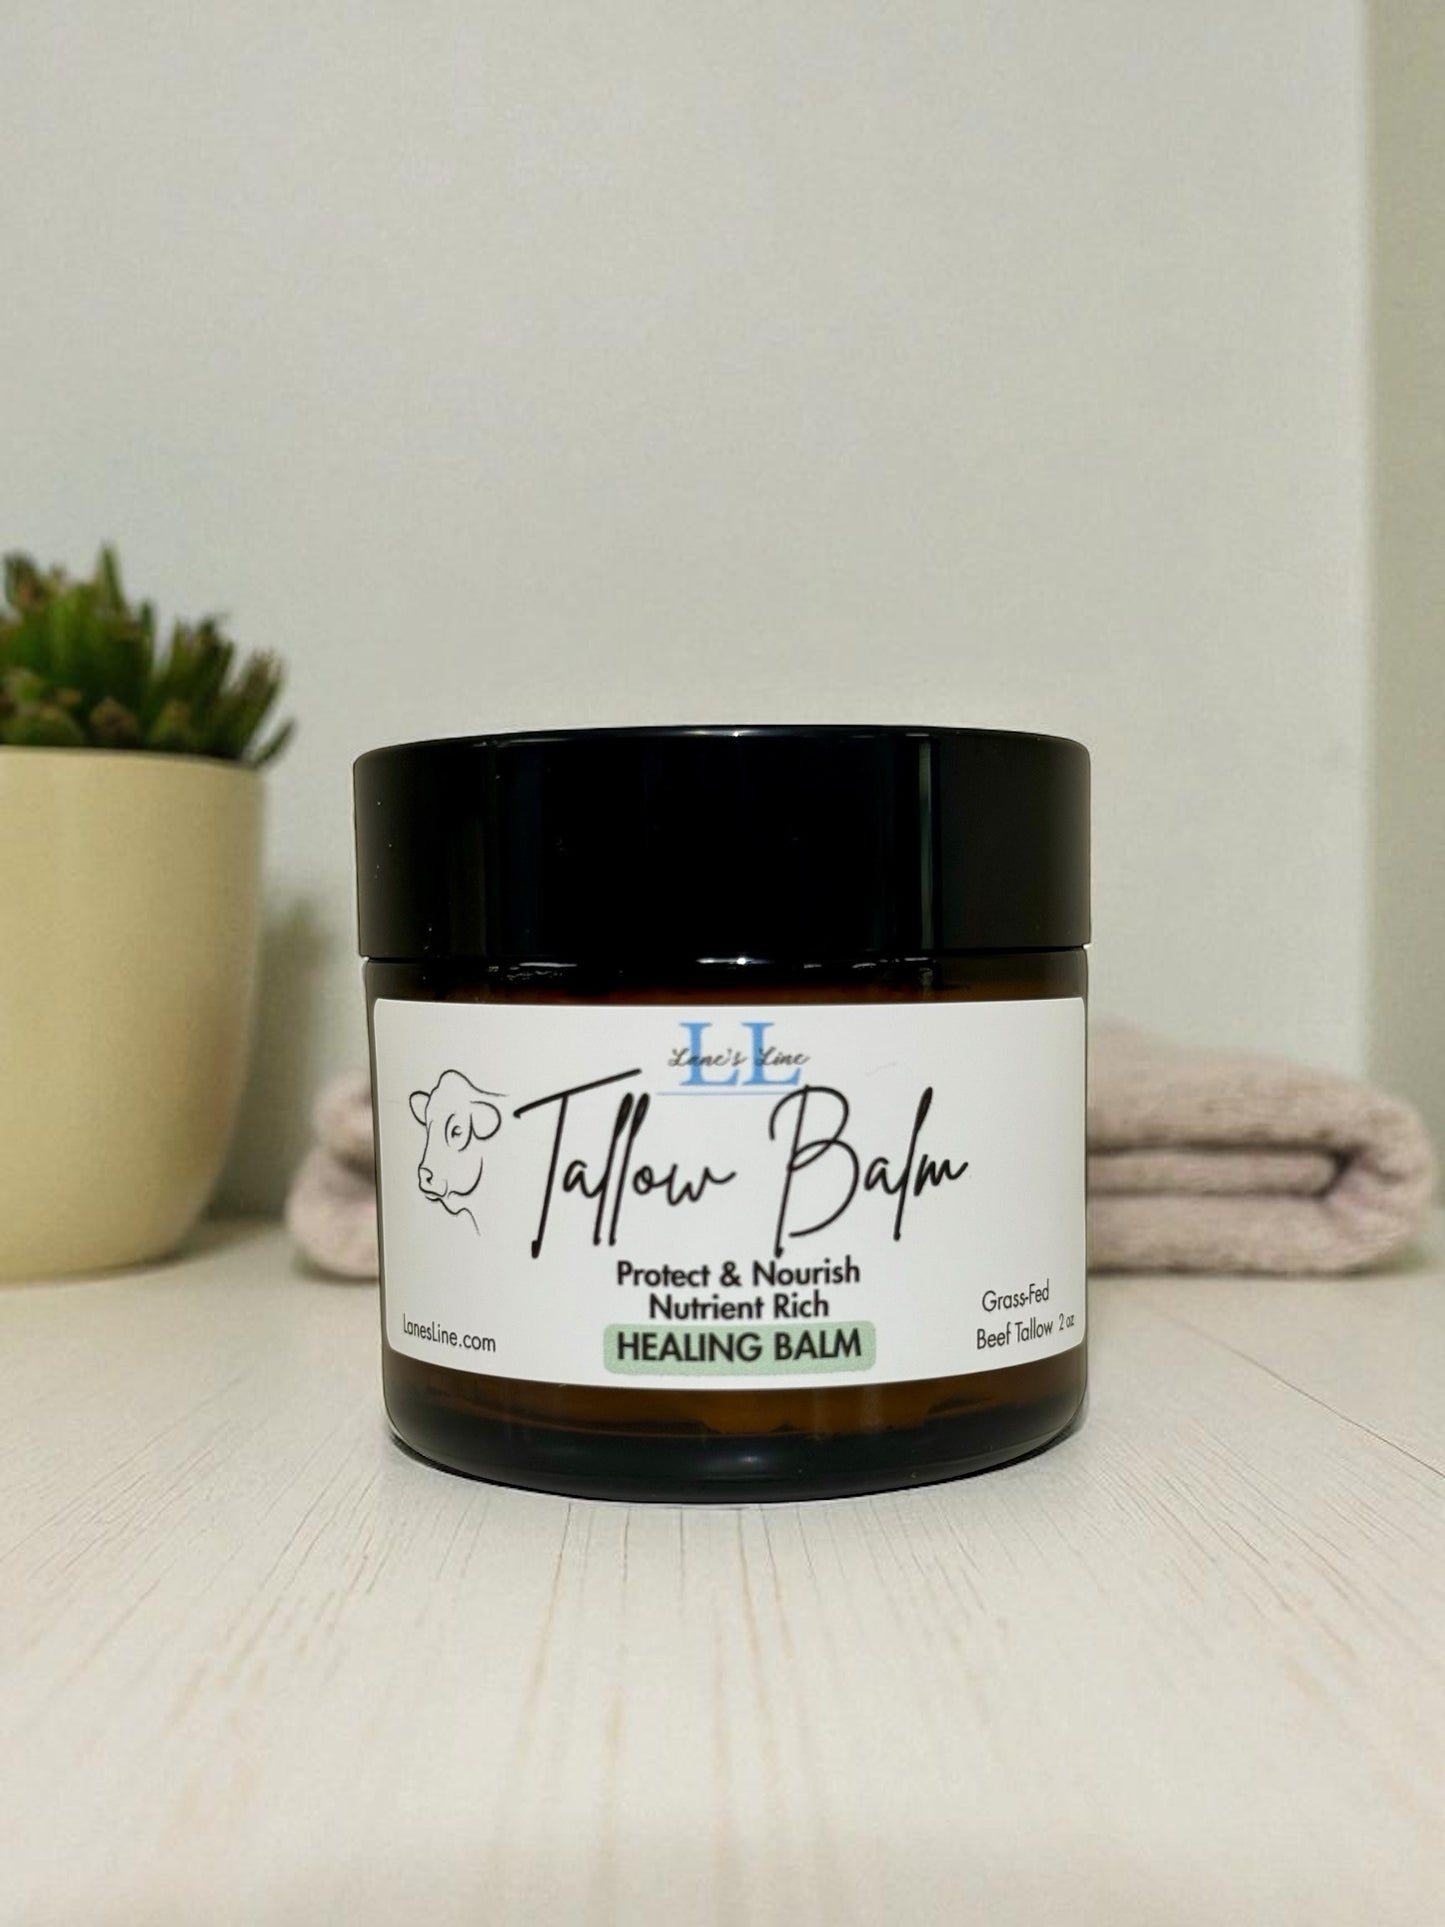 LL
Lane's Line
Tallow Balm
Protect & Nourish
Nutrient Rich
HEALING BALM
LanesLine.com
Grass-Fed
Beef Tallow 2 oz